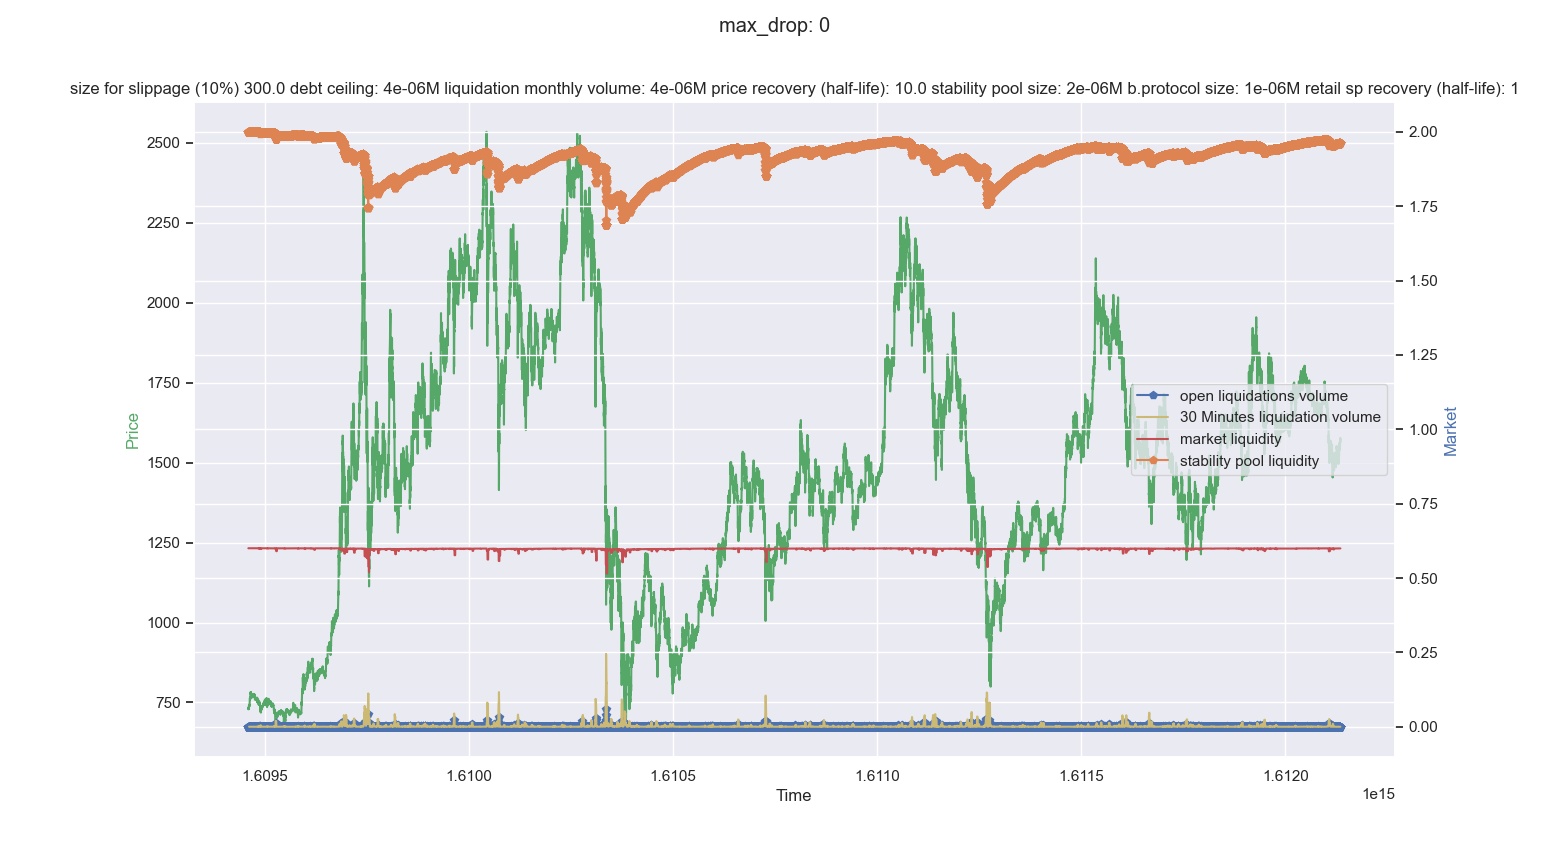 max_drop: 0
size for slippage (10%) 300.0 debt ceiling: 4e-06M liquidation monthly volume: 4e-06M price recovery (half-life): 10.0 stability pool size: 2e-06M b.protocol size: 1e-06M retail sp recovery (half-life): 1
2500
2250
2000
1750
1500
1250
1000
750
Price
2.00
1.75
1.50
1.25
1.00
0.75
0.50
0.25
0.00
Market
open liquidations volume
30 Minutes liquidation volume
market liquidity
stability pool liquidity
1.6095 1.6100 1.6105 1.6110 1.6115 1.6120
1e15
Time